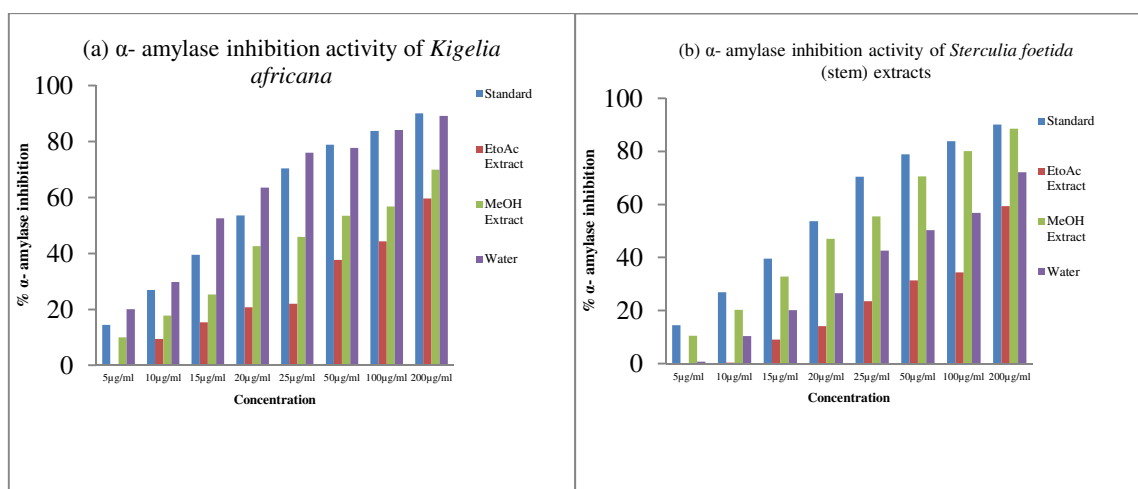 (a) α- amylase inhibition activity of Kigelia
africana
100
80
60
40
20
0
% α- amylase inhibition
5µg/ml 10µg/ml 15µg/ml 20µg/ml 25µg/ml 50µg/ml 100µg/ml 200µg/ml
Concentration
Standard
EtoAc
Extract
MeOH
Extract
Water
(b) α- amylase inhibition activity of Sterculia foetida
(stem) extracts
100
80
60
40
20
0
% α- amylase inhibition
5µg/ml 10µg/ml 15µg/ml 20µg/ml 25µg/ml 50µg/ml 100µg/ml 200µg/ml
Concentration
Standard
EtoAc
Extract
MeOH
Extract
Water